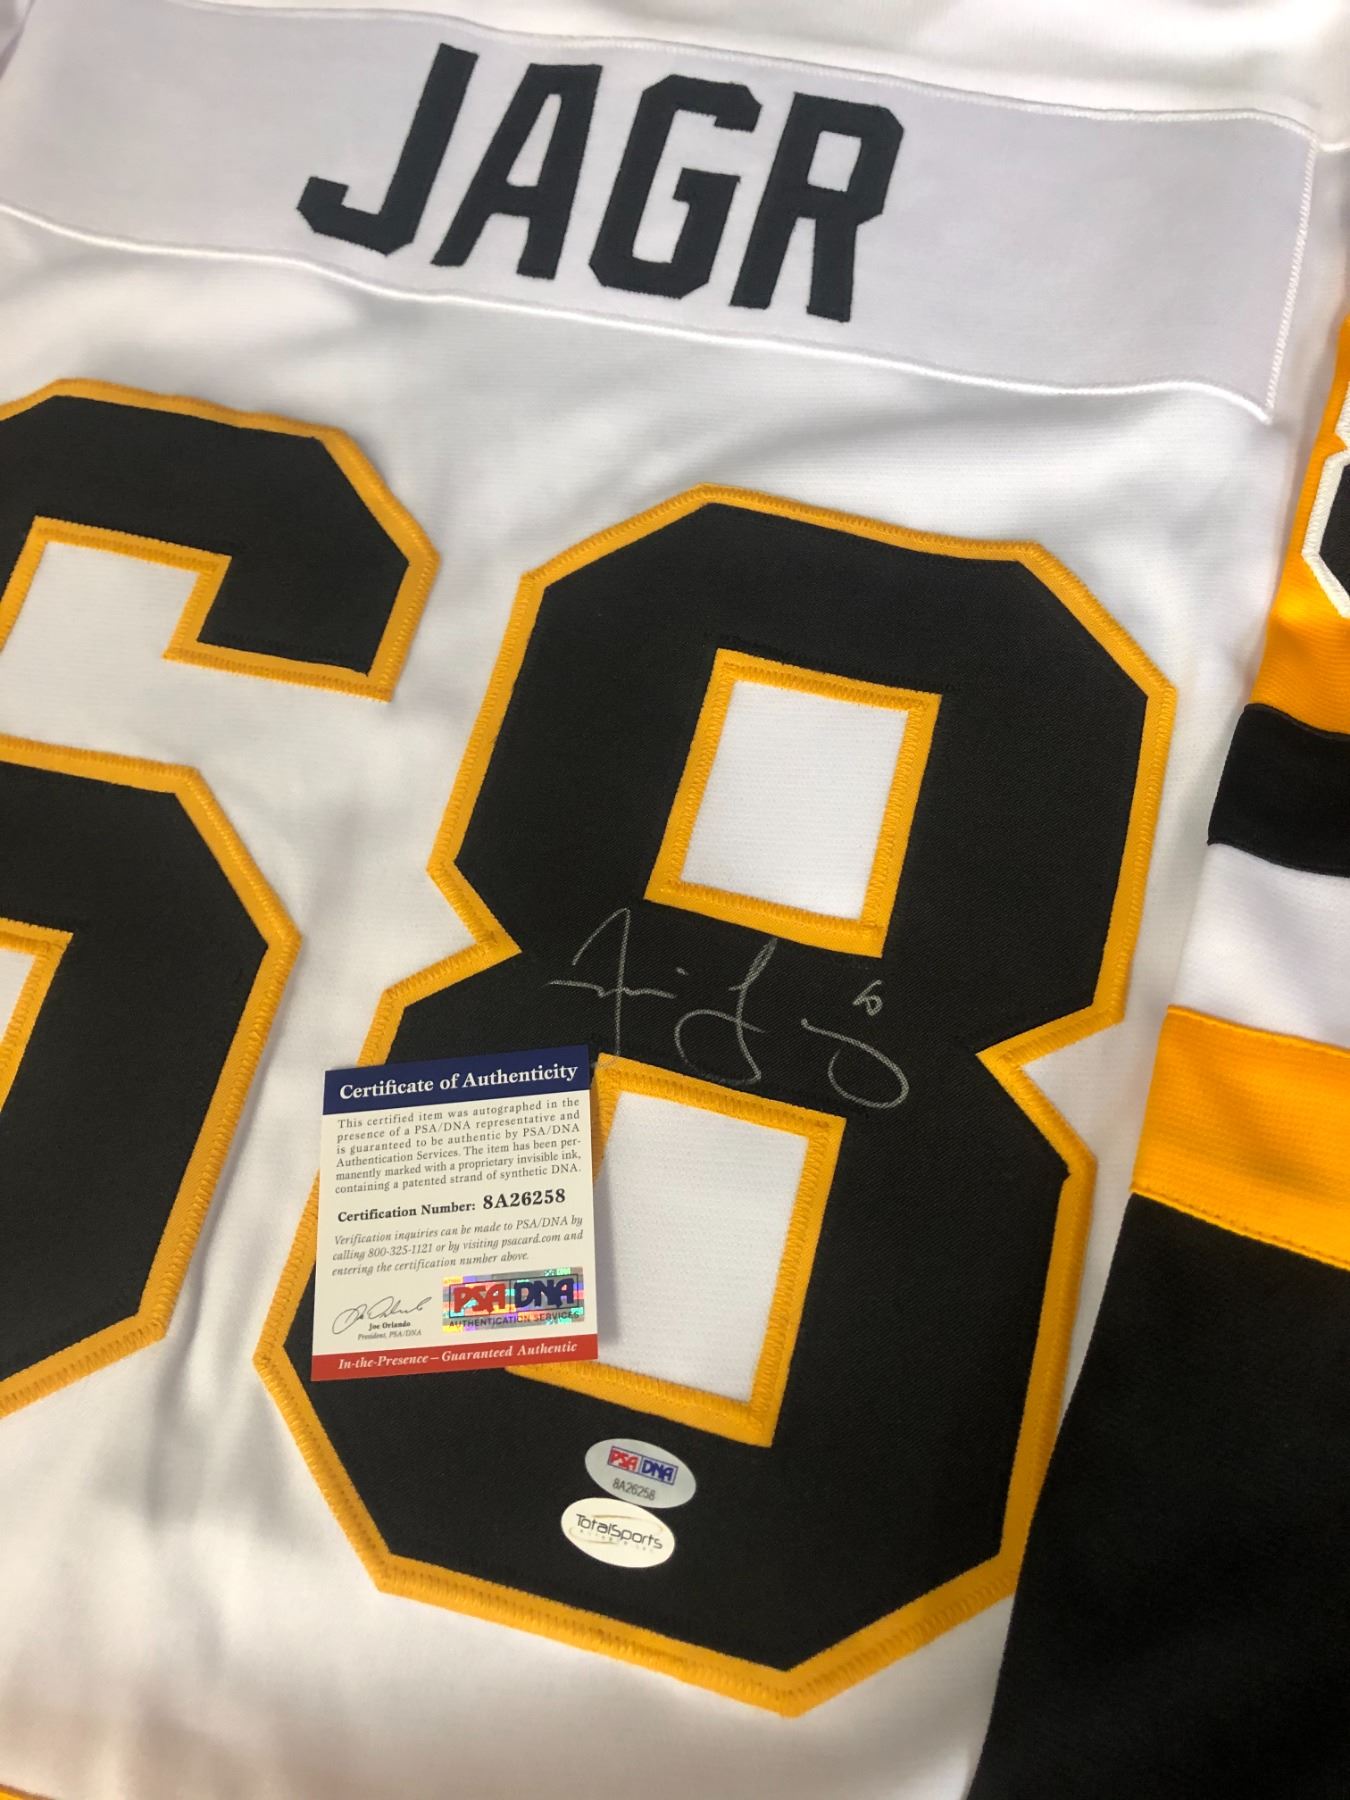 JAGR
68
Certificate of Authenticity
This certified item was autographed in the
presence of a PSA/DNA representative and
is guaranteed to be authentic by PSA/DNA
Authentication Services. The item has been per-
manently marked with a proprietary invisible ink,
containing a patented strand of synthetic DNA.
Certification Number: 8A26258
Verification inquiries can be made to PSA/DNA by
calling 800-325-1121 or by visiting psacard.com and
entering the certification number above.
Joe Orlando
President, PSA/DNA
PSA DNA
AUTHENTICATION SERVICES
In-the-Presence – Guaranteed Authentic
PSA DNA
8A26258
TotalSports